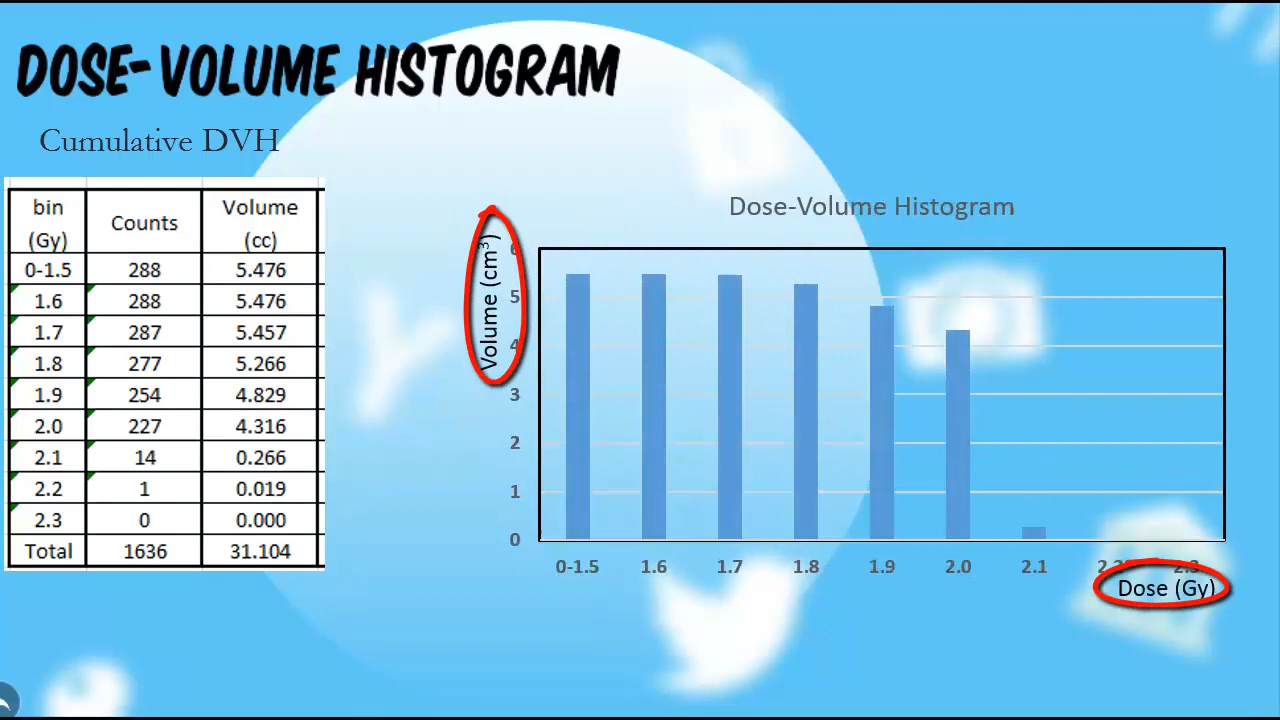 DOSE-VOLUME HISTOGRAM
Cumulative DVH
bin (Gy) Counts Volume (cc)
0-1.5 288 5.476
1.6 288 5.476
1.7 287 5.457
1.8 277 5.266
1.9 254 4.829
2.0 227 4.316
2.1 14 0.266
2.2 1 0.019
2.3 0 0.000
Total 1636 31.104
Dose-Volume Histogram
Volume (cm³)
6
5
4
3
2
1
0
0-1.5 1.6 1.7 1.8 1.9 2.0 2.1 2.2 2.3
Dose (Gy)